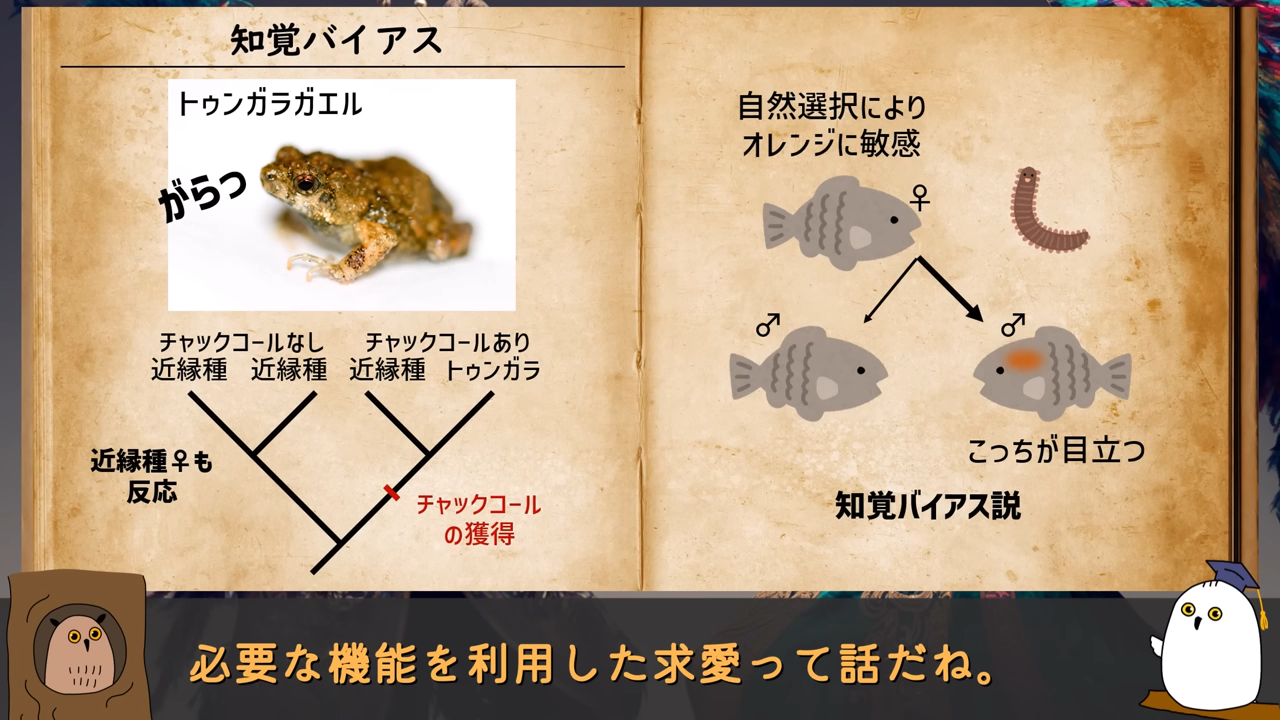 知覚バイアス
トゥンガラガエル
がらっ
チャックコールなし
チャックコールあり
近縁種 近縁種 近縁種 トゥンガラ
近縁種♀も
反応
チャックコール
の獲得
自然選択により
オレンジに敏感
♀
♂
♂
こっちが目立つ
知覚バイアス説
必要な機能を利用した求愛って話だね。